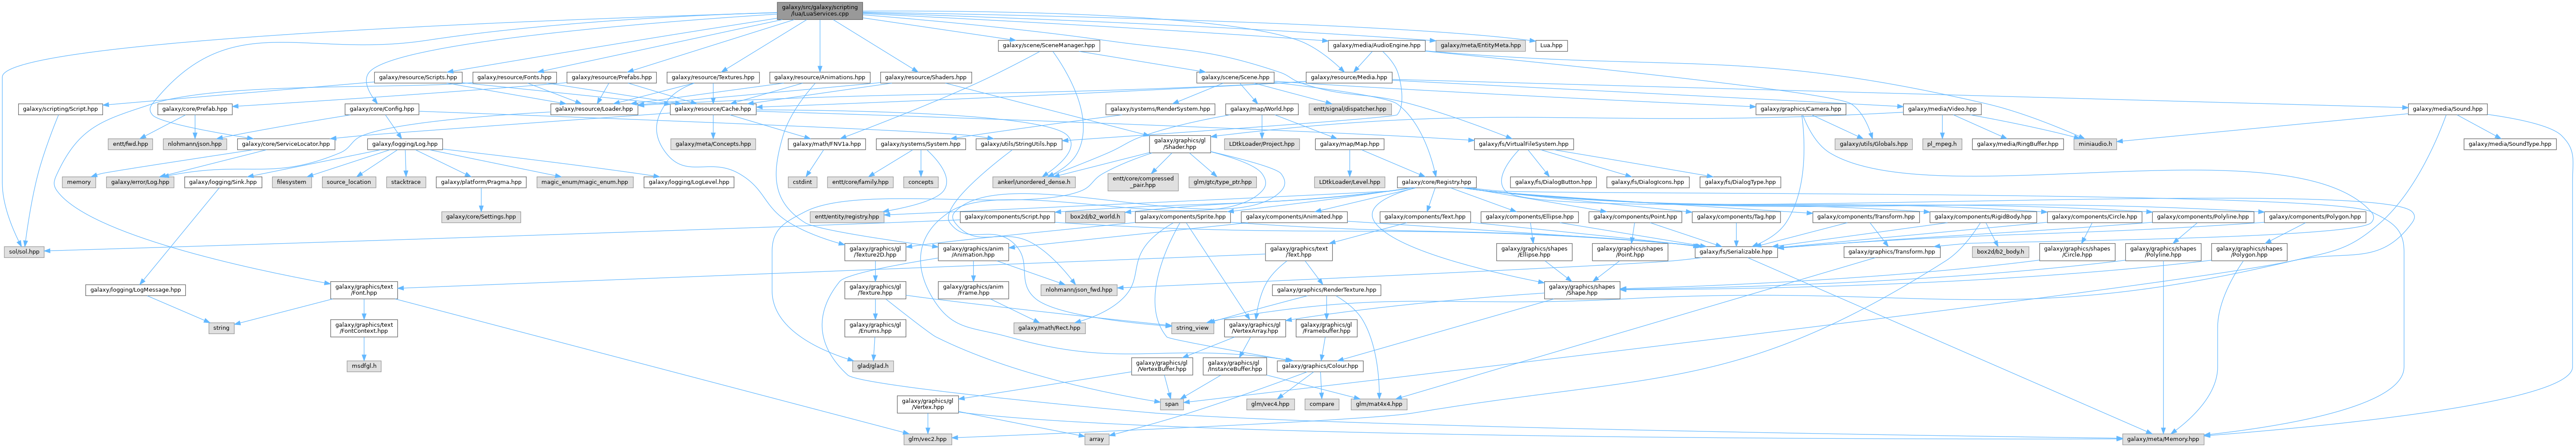 galaxy/src/galaxy/scripting
/lua/LuaServices.cpp
galaxy/scene/SceneManager.hpp
galaxy/media/AudioEngine.hpp
galaxy/meta/EntityMeta.hpp
Lua.hpp
galaxy/resource/Scripts.hpp
galaxy/resource/Fonts.hpp
galaxy/resource/Prefabs.hpp
galaxy/resource/Textures.hpp
galaxy/resource/Animations.hpp
galaxy/resource/Shaders.hpp
galaxy/scene/Scene.hpp
galaxy/resource/Media.hpp
galaxy/scripting/Script.hpp
galaxy/core/Prefab.hpp
galaxy/core/Config.hpp
galaxy/resource/Loader.hpp
galaxy/resource/Cache.hpp
galaxy/systems/RenderSystem.hpp
galaxy/map/World.hpp
entt/signal/dispatcher.hpp
galaxy/graphics/Camera.hpp
galaxy/media/Video.hpp
galaxy/media/Sound.hpp
entt/fwd.hpp
nlohmann/json.hpp
galaxy/core/ServiceLocator.hpp
galaxy/logging/Log.hpp
galaxy/meta/Concepts.hpp
galaxy/math/FNV1a.hpp
galaxy/systems/System.hpp
galaxy/utils/StringUtils.hpp
galaxy/graphics/gl
/Shader.hpp
LDtkLoader/Project.hpp
galaxy/map/Map.hpp
galaxy/fs/VirtualFileSystem.hpp
galaxy/utils/Globals.hpp
pl_mpeg.h
galaxy/media/RingBuffer.hpp
miniaudio.h
galaxy/media/SoundType.hpp
memory
galaxy/error/Log.hpp
galaxy/logging/Sink.hpp
filesystem
source_location
stacktrace
galaxy/platform/Pragma.hpp
magic_enum/magic_enum.hpp
galaxy/logging/LogLevel.hpp
cstdint
entt/core/family.hpp
concepts
ankerl/unordered_dense.h
entt/core/compressed
_pair.hpp
glm/gtc/type_ptr.hpp
LDtkLoader/Level.hpp
galaxy/core/Registry.hpp
galaxy/fs/DialogButton.hpp
galaxy/fs/DialogIcons.hpp
galaxy/fs/DialogType.hpp
galaxy/core/Settings.hpp
entt/entity/registry.hpp
galaxy/components/Script.hpp
box2d/b2_world.h
galaxy/components/Sprite.hpp
galaxy/components/Animated.hpp
galaxy/components/Text.hpp
galaxy/components/Ellipse.hpp
galaxy/components/Point.hpp
galaxy/components/Tag.hpp
galaxy/components/Transform.hpp
galaxy/components/RigidBody.hpp
galaxy/components/Circle.hpp
galaxy/components/Polyline.hpp
galaxy/components/Polygon.hpp
sol/sol.hpp
galaxy/graphics/gl
/Texture2D.hpp
galaxy/graphics/anim
/Animation.hpp
galaxy/graphics/text
/Text.hpp
galaxy/graphics/shapes
/Ellipse.hpp
galaxy/graphics/shapes
/Point.hpp
galaxy/fs/Serializable.hpp
galaxy/graphics/Transform.hpp
box2d/b2_body.h
galaxy/graphics/shapes
/Circle.hpp
galaxy/graphics/shapes
/Polyline.hpp
galaxy/graphics/shapes
/Polygon.hpp
galaxy/logging/LogMessage.hpp
galaxy/graphics/text
/Font.hpp
galaxy/graphics/gl
/Texture.hpp
galaxy/graphics/anim
/Frame.hpp
nlohmann/json_fwd.hpp
galaxy/graphics/RenderTexture.hpp
galaxy/graphics/shapes
/Shape.hpp
string
galaxy/graphics/text
/FontContext.hpp
galaxy/graphics/gl
/Enums.hpp
galaxy/math/Rect.hpp
string_view
galaxy/graphics/gl
/VertexArray.hpp
galaxy/graphics/gl
/Framebuffer.hpp
msdfgl.h
glad/glad.h
galaxy/graphics/gl
/VertexBuffer.hpp
galaxy/graphics/gl
/InstanceBuffer.hpp
galaxy/graphics/Colour.hpp
galaxy/graphics/gl
/Vertex.hpp
span
glm/vec4.hpp
compare
glm/mat4x4.hpp
glm/vec2.hpp
array
galaxy/meta/Memory.hpp